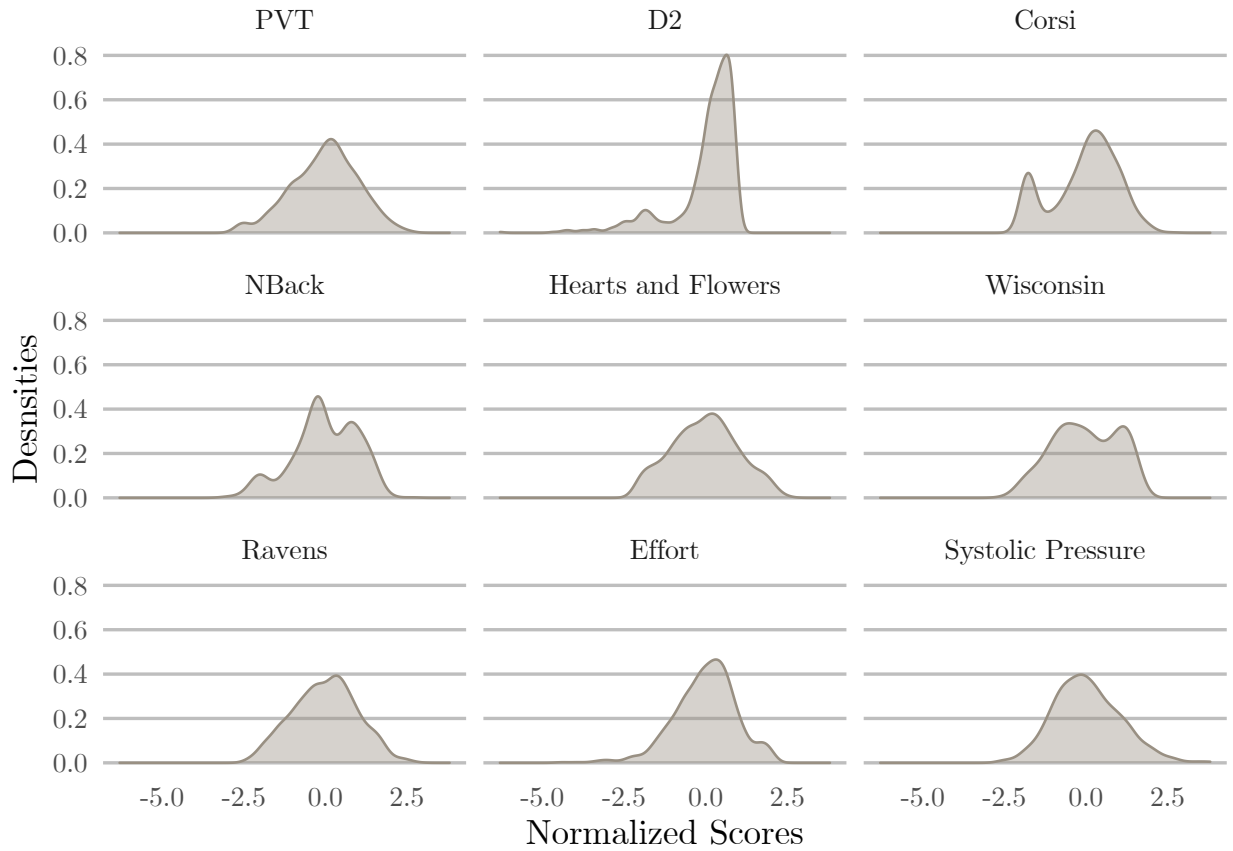 PVT D2 Corsi
0.8
0.6
0.4
0.2
0.0
NBack Hearts and Flowers Wisconsin
0.8
0.6
0.4
0.2
0.0
Desnsities
Ravens Effort Systolic Pressure
0.8
0.6
0.4
0.2
0.0
-5.0 -2.5 0.0 2.5 -5.0 -2.5 0.0 2.5 -5.0 -2.5 0.0 2.5
Normalized Scores